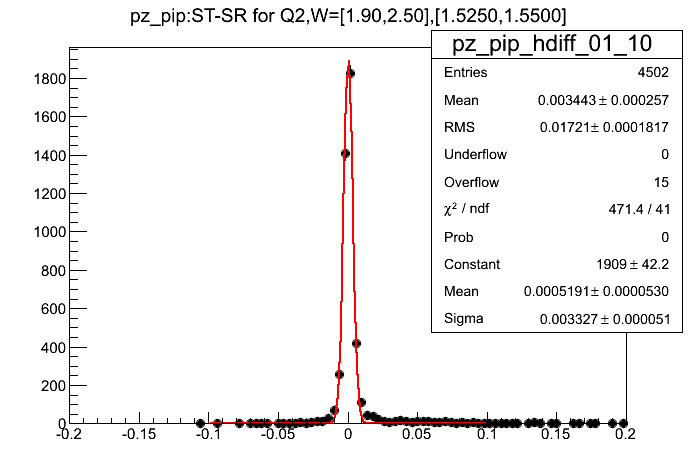 pz_pip:ST-SR for Q2,W=[1.90,2.50],[1.5250,1.5500]
pz_pip_hdiff_01_10
Entries 4502
Mean 0.003443 ± 0.000257
RMS 0.01721± 0.0001817
Underflow 0
Overflow 15
χ² / ndf 471.4 / 41
Prob 0
Constant 1909 ± 42.2
Mean 0.0005191± 0.0000530
Sigma 0.003327 ± 0.000051
1800
1600
1400
1200
1000
800
600
400
200
0
-0.2 -0.15 -0.1 -0.05 0 0.05 0.1 0.15 0.2